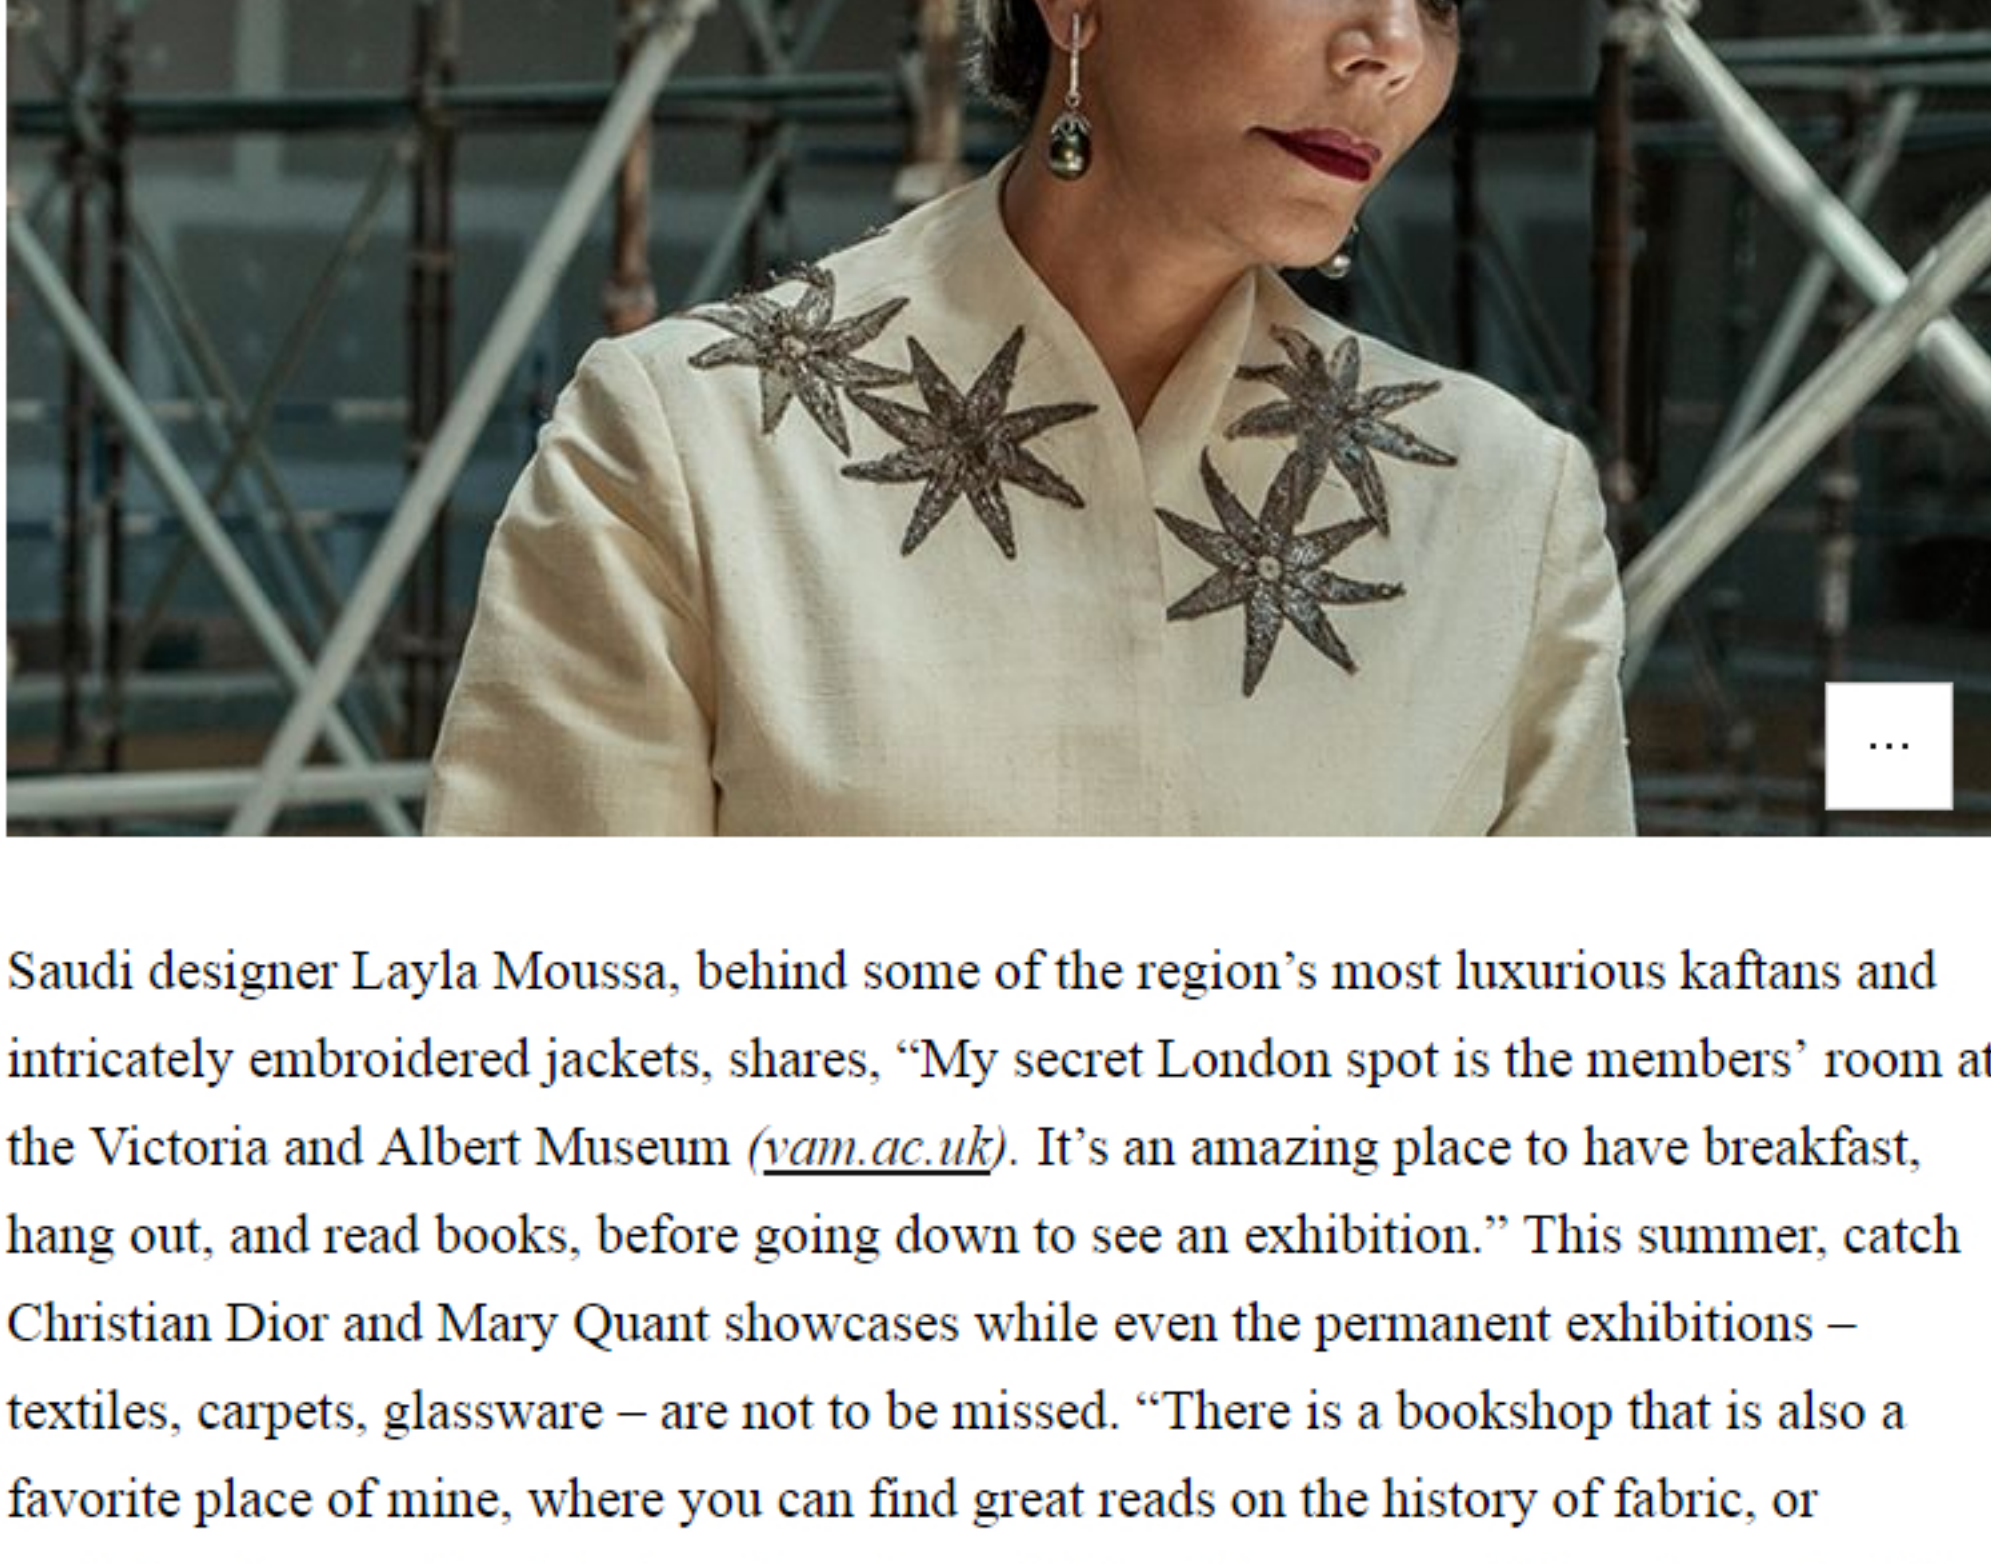 Saudi designer Layla Moussa, behind some of the region’s most luxurious kaftans and
intricately embroidered jackets, shares, “My secret London spot is the members’ room at
the Victoria and Albert Museum (vam.ac.uk). It’s an amazing place to have breakfast,
hang out, and read books, before going down to see an exhibition.” This summer, catch
Christian Dior and Mary Quant showcases while even the permanent exhibitions –
textiles, carpets, glassware – are not to be missed. “There is a bookshop that is also a
favorite place of mine, where you can find great reads on the history of fabric, or